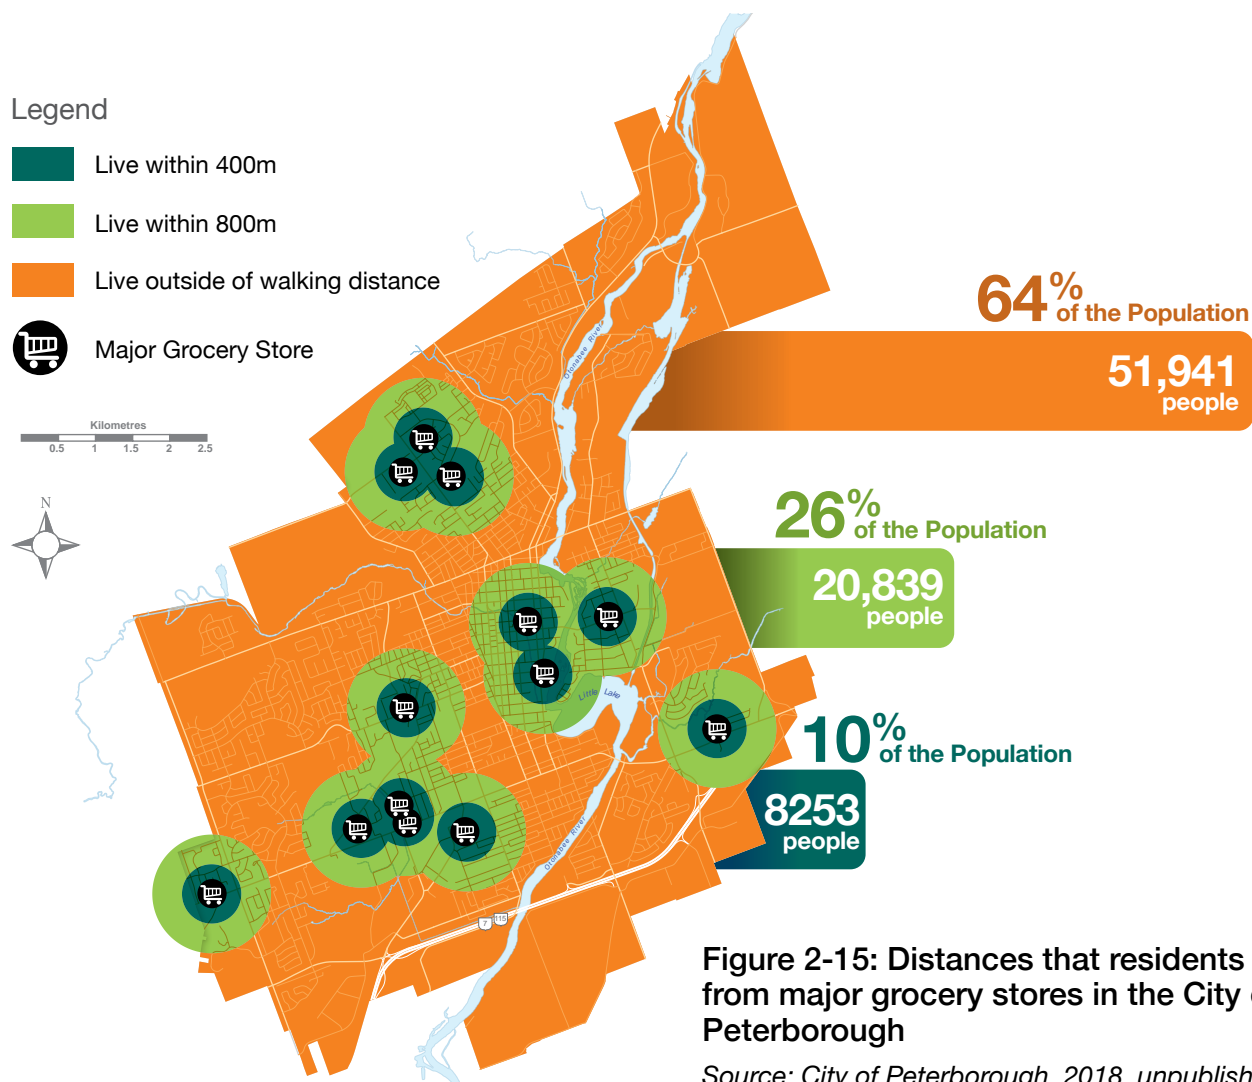 Legend
Live within 400m
Live within 800m
Live outside of walking distance
Major Grocery Store
Kilometres
0.5 1 1.5 2 2.5
N
Otonabee River
64% of the Population
51,941
people
26% of the Population
20,839
people
Little Lake
10% of the Population
8253
people
Otonabee River
7 115
Figure 2-15: Distances that residents
from major grocery stores in the City
Peterborough
Source: City of Peterborough, 2018, unpublish